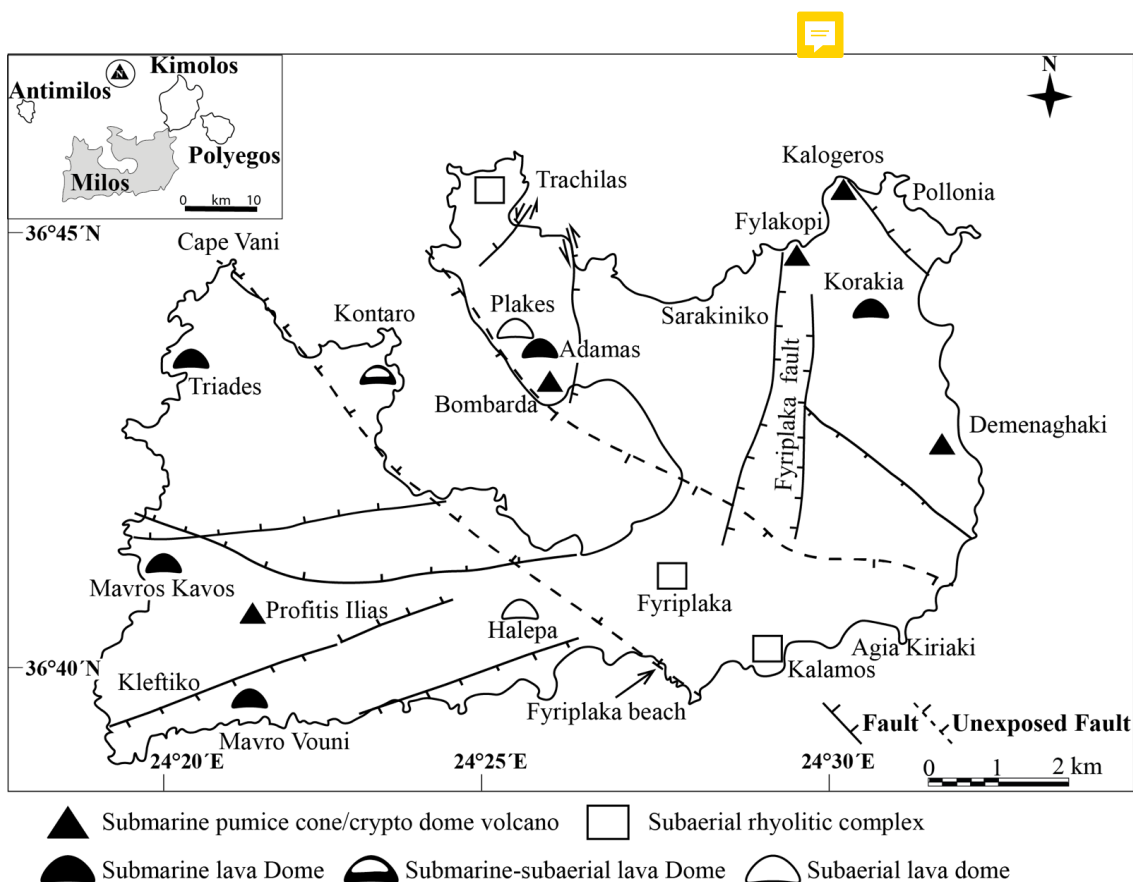 Kimolos
N
Antimilos
Polyegos
Milos
0 km 10
N
Kalogeros
Trachilas
Pollonia
Fylakopi
36°45´N
Cape Vani
Korakia
Plakes
Kontaro
Sarakiniko
Adamas
Triades
Bombarda
Fyriplaka fault
Demenaghaki
Mavros Kavos
Profitis Ilias
Fyriplaka
Halepa
Agia Kiriaki
36°40´N
Kalamos
Kleftiko
Fyriplaka beach
Fault
Unexposed Fault
Mavro Vouni
24°20´E
24°25´E
24°30´E
0 1 2 km
Submarine pumice cone/crypto dome volcano
Subaerial rhyolitic complex
Submarine lava Dome
Submarine-subaerial lava Dome
Subaerial lava dome